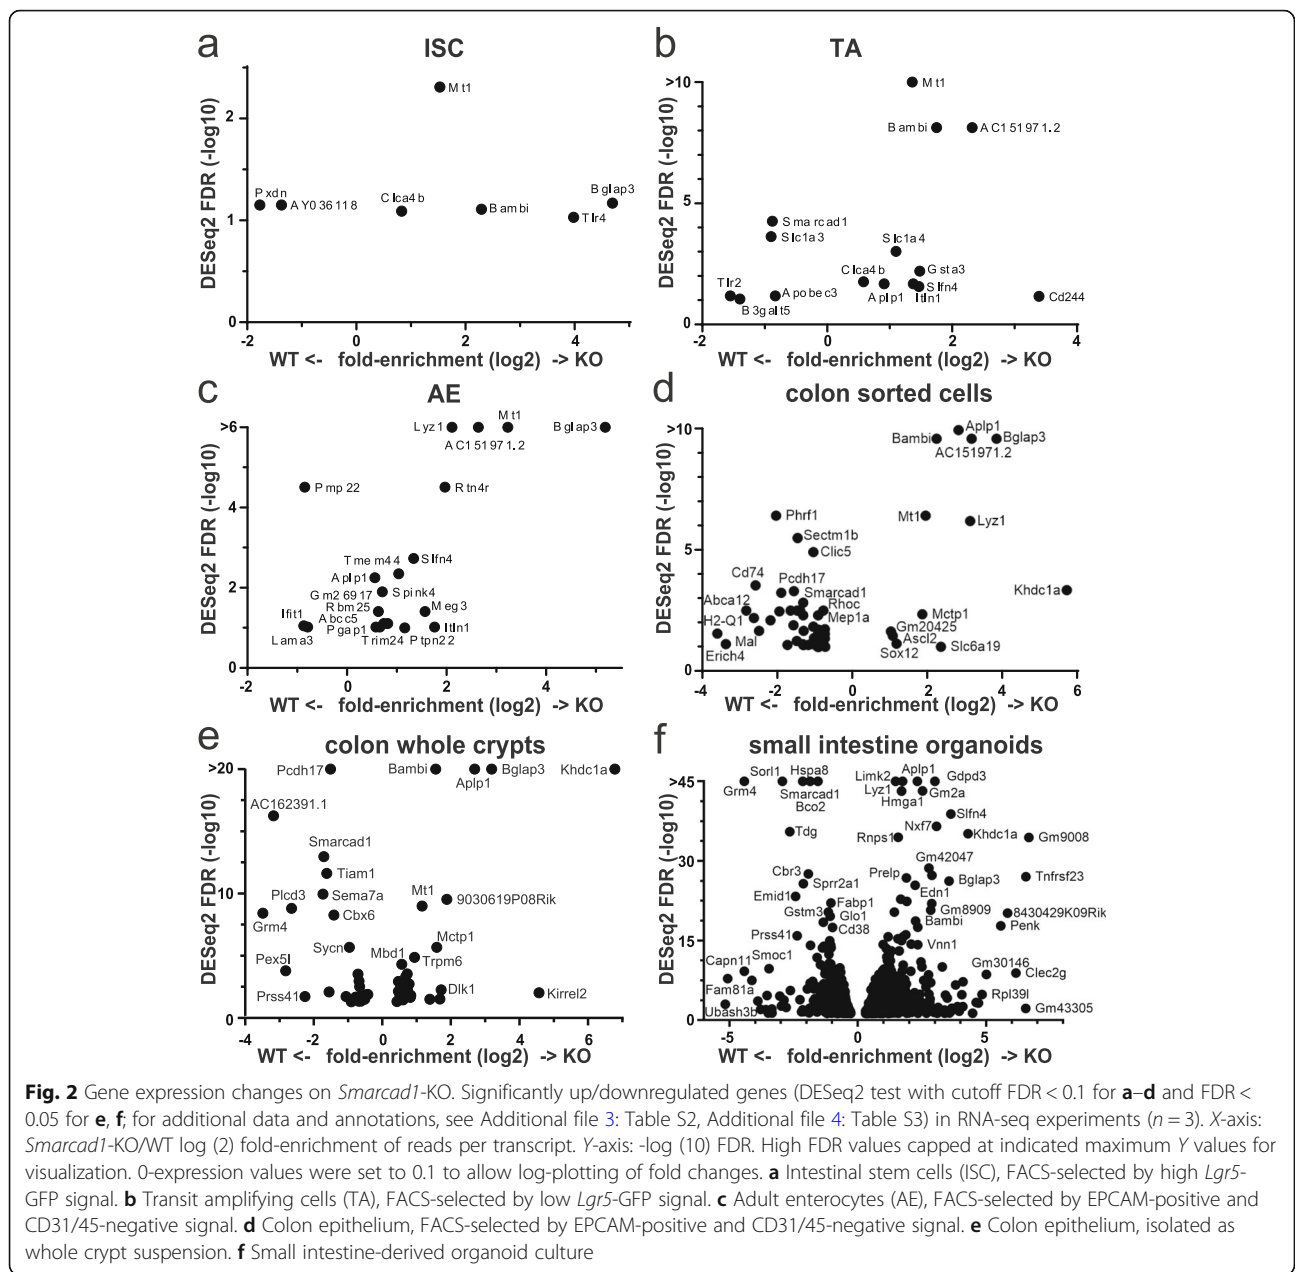 a
ISC
DESeq2 FDR (-log10)
2
1
0
Mt1
Pxdn
AY036118
Clca4b
Bambi
Bglap3
Tlr4
-2
0
2
4
WT <- fold-enrichment (log2) -> KO
b
TA
DESeq2 FDR (-log10)
>10
5
0
Mt1
Bambi
AC151971.2
Smarcad1
Slc1a3
Slc1a4
Clca4b
Gsta3
Tlr2
Apobec3
Aplp1
Slfn4
B3galt5
Itln1
Cd244
-2
0
2
4
WT <- fold-enrichment (log2) -> KO
c
AE
DESeq2 FDR (-log10)
>6
4
2
0
Lyz1
Mt1
Bglap3
AC151971.2
Pmp22
Rtn4r
Tmem44
Slfn4
Aplp1
Gm26917
Spink4
Rbm25
Meg3
Ifit1
Abcc5
Lama3
Pgap1
Itln1
Trim24
Ptpn22
-2
0
2
4
WT <- fold-enrichment (log2) -> KO
d
colon sorted cells
DESeq2 FDR (-log10)
>10
5
0
Aplp1
Bambi
Bglap3
AC151971.2
Phrf1
Mt1
Lyz1
Sectm1b
Clic5
Cd74
Pcdh17
Khdc1a
Abca12
Smarcad1
Rhoc
Mctp1
H2-Q1
Mep1a
Gm20425
Mal
Ascl2
Erich4
Sox12
Slc6a19
-4
-2
0
2
4
6
WT <- fold-enrichment (log2) -> KO
e
colon whole crypts
DESeq2 FDR (-log10)
>20
10
0
Pcdh17
Bambi
Bglap3
Khdc1a
Aplp1
AC162391.1
Smarcad1
Tiam1
Plcd3
Sema7a
Mt1
9030619P08Rik
Grm4
Cbx6
Sycn
Mbd1
Mctp1
Pex5l
Trpm6
Prss41
Dlk1
Kirrel2
-4
-2
0
2
4
6
WT <- fold-enrichment (log2) -> KO
f
small intestine organoids
DESeq2 FDR (-log10)
>45
30
15
0
Sorl1
Hspa8
Limk2
Aplp1
Gdpd3
Grm4
Smarcad1
Lyz1
Gm2a
Bco2
Hmga1
Slfn4
Tdg
Nxf7
Rnps1
Khdc1a
Gm9008
Cbr3
Gm42047
Sprr2a1
Prelp
Bglap3
Tnfrsf23
Emid1
Edn1
Fabp1
Gstm3
Glo1
Gm8909
8430429K09Rik
Cd38
Bambi
Penk
Prss41
Vnn1
Capn11
Smoc1
Gm30146
Clec2g
Fam81a
Rpl39l
Ubash3b
Gm43305
-5
0
5
WT <- fold-enrichment (log2) -> KO
Fig. 2 Gene expression changes on Smarcad1-KO. Significantly up/downregulated genes (DESeq2 test with cutoff FDR < 0.1 for a–d and FDR <
0.05 for e, f; for additional data and annotations, see Additional file 3: Table S2, Additional file 4: Table S3) in RNA-seq experiments (n = 3). X-axis:
Smarcad1-KO/WT log (2) fold-enrichment of reads per transcript. Y-axis: -log (10) FDR. High FDR values capped at indicated maximum Y values for
visualization. 0-expression values were set to 0.1 to allow log-plotting of fold changes. a Intestinal stem cells (ISC), FACS-selected by high Lgr5-
GFP signal. b Transit amplifying cells (TA), FACS-selected by low Lgr5-GFP signal. c Adult enterocytes (AE), FACS-selected by EPCAM-positive and
CD31/45-negative signal. d Colon epithelium, FACS-selected by EPCAM-positive and CD31/45-negative signal. e Colon epithelium, isolated as
whole crypt suspension. f Small intestine-derived organoid culture